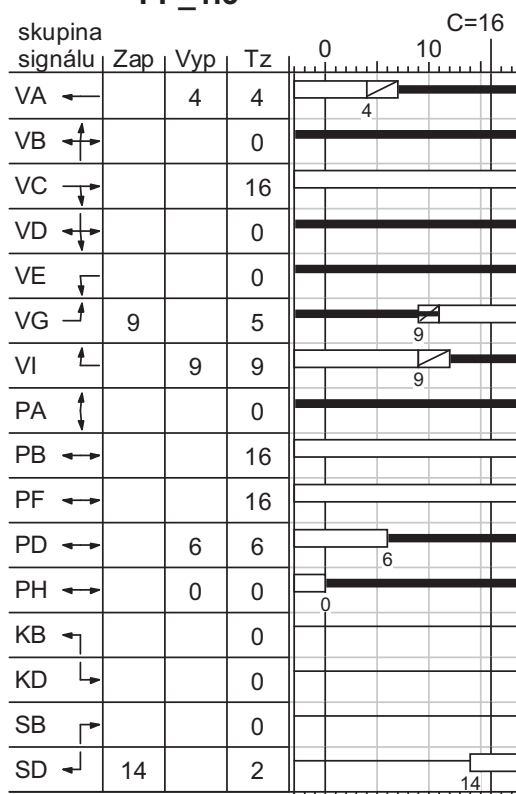 C=16
skupina
signálu Zap Vyp Tz 0 10
VA 4 4 4
VB 0
VC 16
VD 0
VE 0
VG 9 5 9
VI 9 9 9
PA 0
PB 16
PF 16
PD 6 6 6
PH 0 0 0
KB 0
KD 0
SB 0
SD 14 2 14